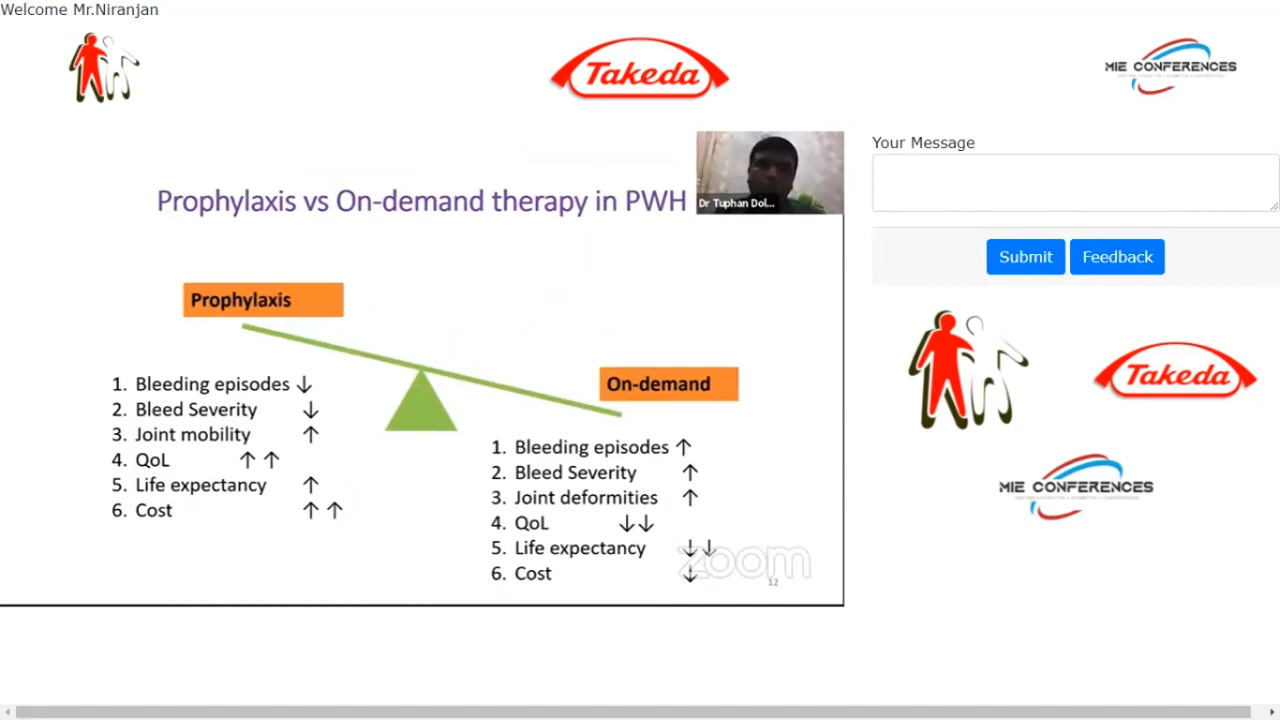 Welcome Mr.Niranjan
Takeda
MIE CONFERENCES
Your Message
Dr Tuphan Dol...
Prophylaxis vs On-demand therapy in PWH
Submit
Feedback
Prophylaxis
1. Bleeding episodes ↓
2. Bleed Severity ↓
3. Joint mobility ↑
4. QoL ↑ ↑
5. Life expectancy ↑
6. Cost ↑ ↑
On-demand
1. Bleeding episodes ↑
2. Bleed Severity ↑
3. Joint deformities ↑
4. QoL ↓↓
5. Life expectancy ↓↓
6. Cost ↓
zoom
12
Takeda
MIE CONFERENCES